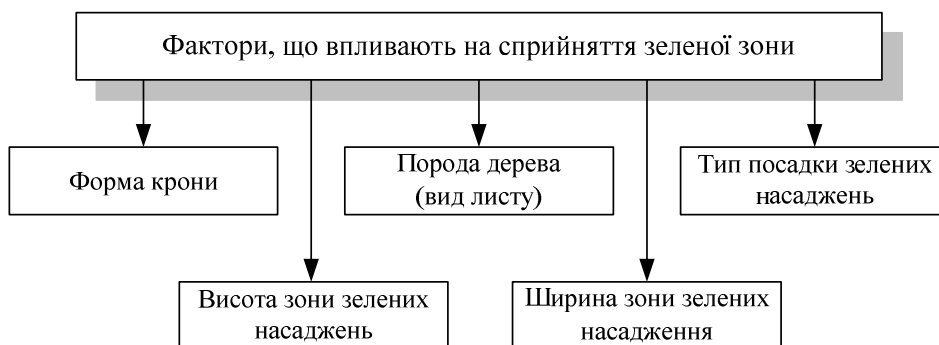 Фактори, що впливають на сприйняття зеленої зони
Форма крони
Порода дерева
(вид листу)
Тип посадки зелених
насаджень
Висота зони зелених
насаджень
Ширина зони зелених
насадження